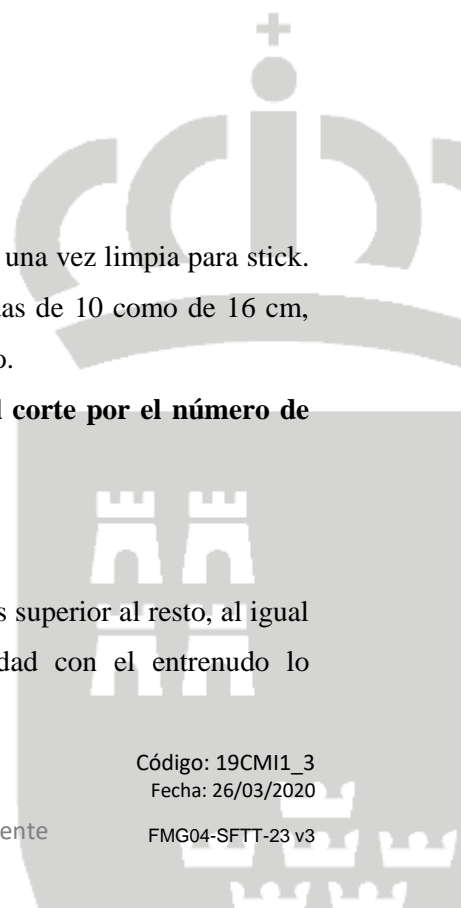 una vez limpia para stick.
as de 10 como de 16 cm,
o.
corte por el número de
s superior al resto, al igual
dad con el entrenudo lo
Código: 19CMI1_3
Fecha: 26/03/2020
ente
FMG04-SFTT-23 v3